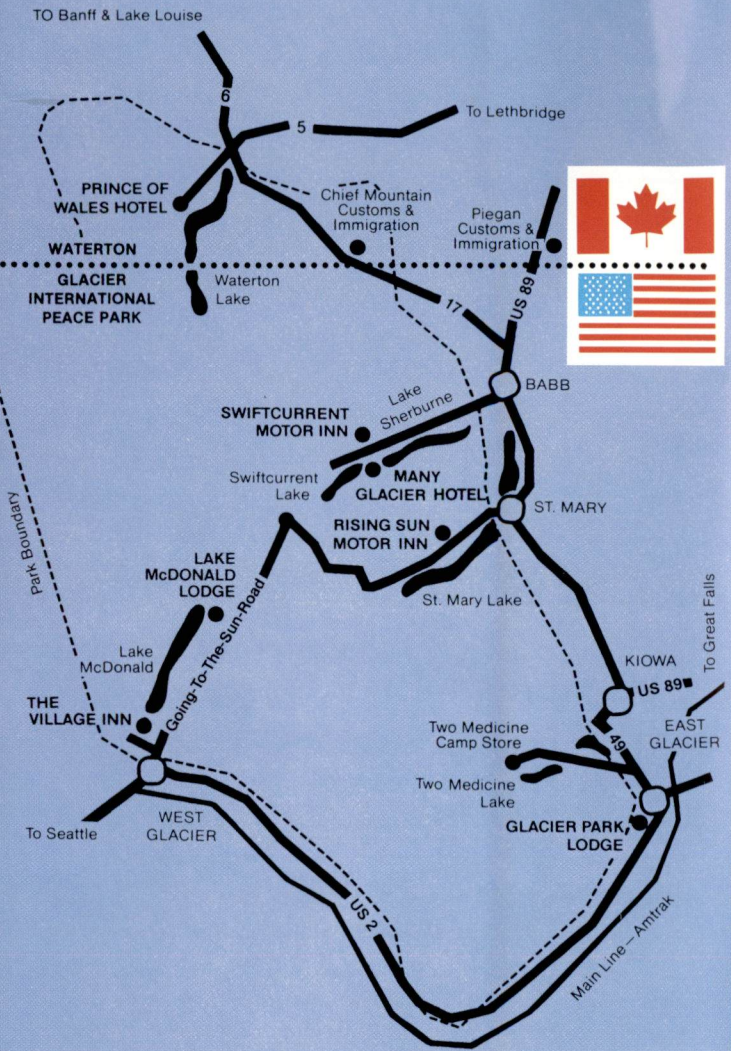 TO Banff & Lake Louise
6
5
To Lethbridge
PRINCE OF
WALES HOTEL
Chief Mountain
Customs &
Immigration
Piegan
Customs &
Immigration
WATERTON
GLACIER
INTERNATIONAL
PEACE PARK
Waterton
Lake
17
US 89
BABB
Lake
Sherburne
SWIFTCURRENT
MOTOR INN
Swiftcurrent
Lake
MANY
GLACIER HOTEL
ST. MARY
RISING SUN
MOTOR INN
St. Mary Lake
Park Boundary
LAKE
McDONALD
LODGE
Lake
McDonald
Going-To-The-Sun-Road
THE
VILLAGE INN
To Great Falls
KIOWA
US 89
49
EAST
GLACIER
Two Medicine
Camp Store
Two Medicine
Lake
GLACIER PARK
LODGE
To Seattle
WEST
GLACIER
US 2
Main Line — Amtrak